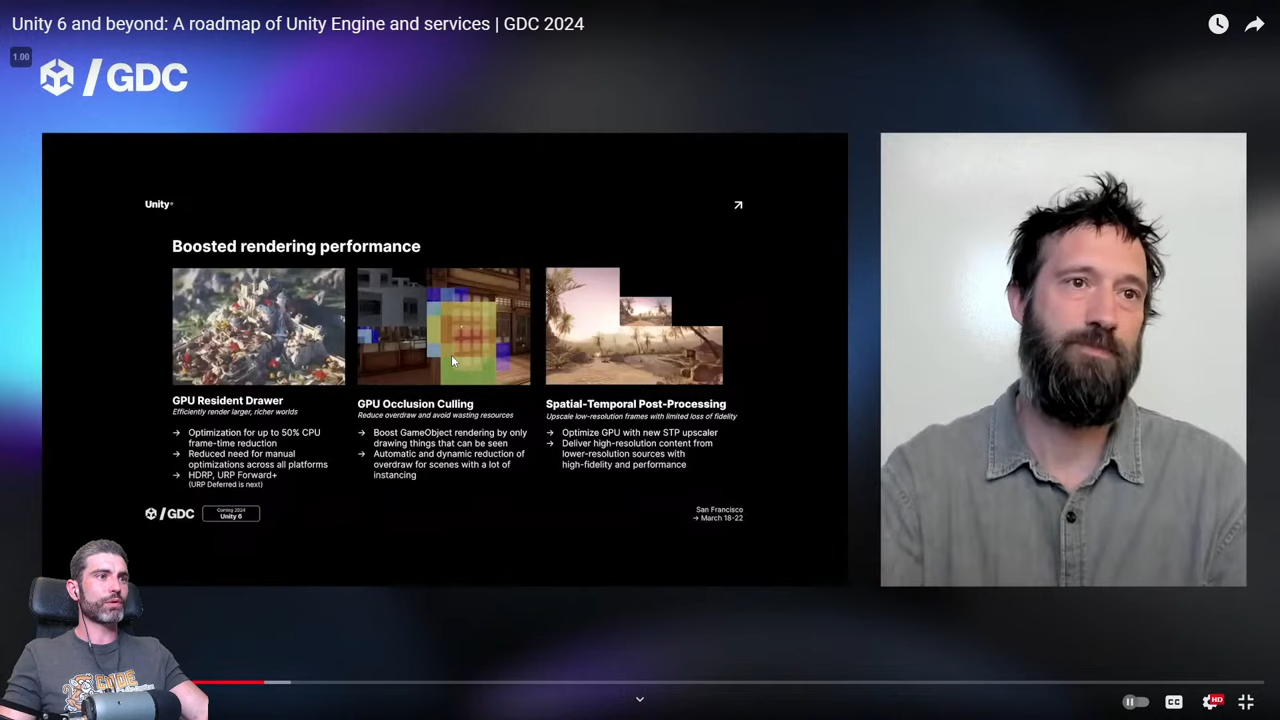 Unity 6 and beyond: A roadmap of Unity Engine and services | GDC 2024
1.00
/GDC
Unity®
Boosted rendering performance
GPU Resident Drawer
Efficiently render larger, richer worlds
→ Optimization for up to 50% CPU
frame-time reduction
→ Reduced need for manual
optimizations across all platforms
→ HDRP, URP Forward+
(URP Deferred is next)
GPU Occlusion Culling
Reduce overdraw and avoid wasting resources
→ Boost GameObject rendering by only
drawing things that can be seen
→ Automatic and dynamic reduction of
overdraw for scenes with a lot of
instancing
Spatial-Temporal Post-Processing
Upscale low-resolution frames with limited loss of fidelity
→ Optimize GPU with new STP upscaler
→ Deliver high-resolution content from
lower-resolution sources with
high-fidelity and performance
/GDC
Coming 2024
Unity 6
San Francisco
→ March 18-22
CODE
CC
HD